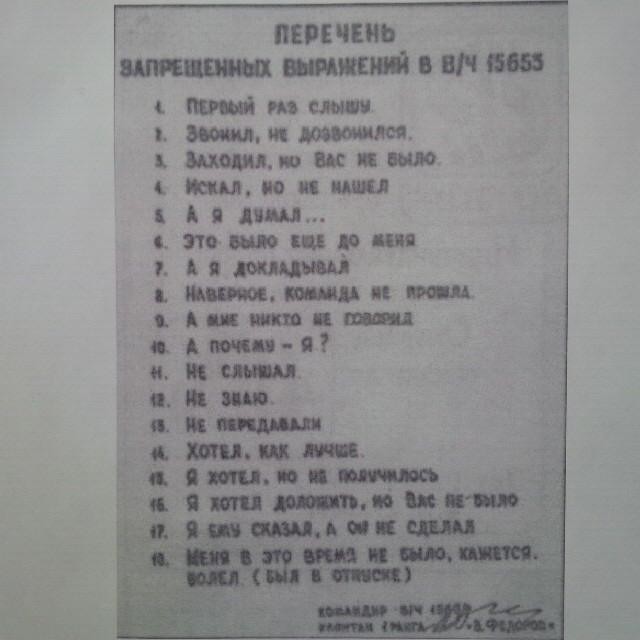 ПЕРЕЧЕНЬ
ЗАПРЕЩЕННЫХ ВЫРАЖЕНИЙ В В/Ч 15653
1. ПЕРВЫЙ РАЗ СЛЫШУ.
2. ЗВОНИЛ, НЕ ДОЗВОНИЛСЯ.
3. ЗАХОДИЛ, НО ВАС НЕ БЫЛО.
4. ИСКАЛ, НО НЕ НАШЕЛ
5. А Я ДУМАЛ...
6. ЭТО БЫЛО ЕЩЕ ДО МЕНЯ
7. А Я ДОКЛАДЫВАЛ
8. НАВЕРНОЕ, КОМАНДА НЕ ПРОШЛА.
9. А МНЕ НИКТО НЕ ГОВОРИЛ
10. А ПОЧЕМУ - Я?
11. НЕ СЛЫШАЛ.
12. НЕ ЗНАЮ.
13. НЕ ПЕРЕДАВАЛИ
14. ХОТЕЛ, КАК ЛУЧШЕ.
15. Я ХОТЕЛ, НО НЕ ПОЛУЧИЛОСЬ
16. Я ХОТЕЛ ДОЛОЖИТЬ, НО ВАС НЕ БЫЛО
17. Я ЕМУ СКАЗАЛ, А ОН НЕ СДЕЛАЛ
18. МЕНЯ В ЭТО ВРЕМЯ НЕ БЫЛО, КАЖЕТСЯ.
БОЛЕЛ (БЫЛ В ОТПУСКЕ)
КОМАНДИР В/Ч
КАПИТАН 1 РАНГА В. ФЕДОРОВ